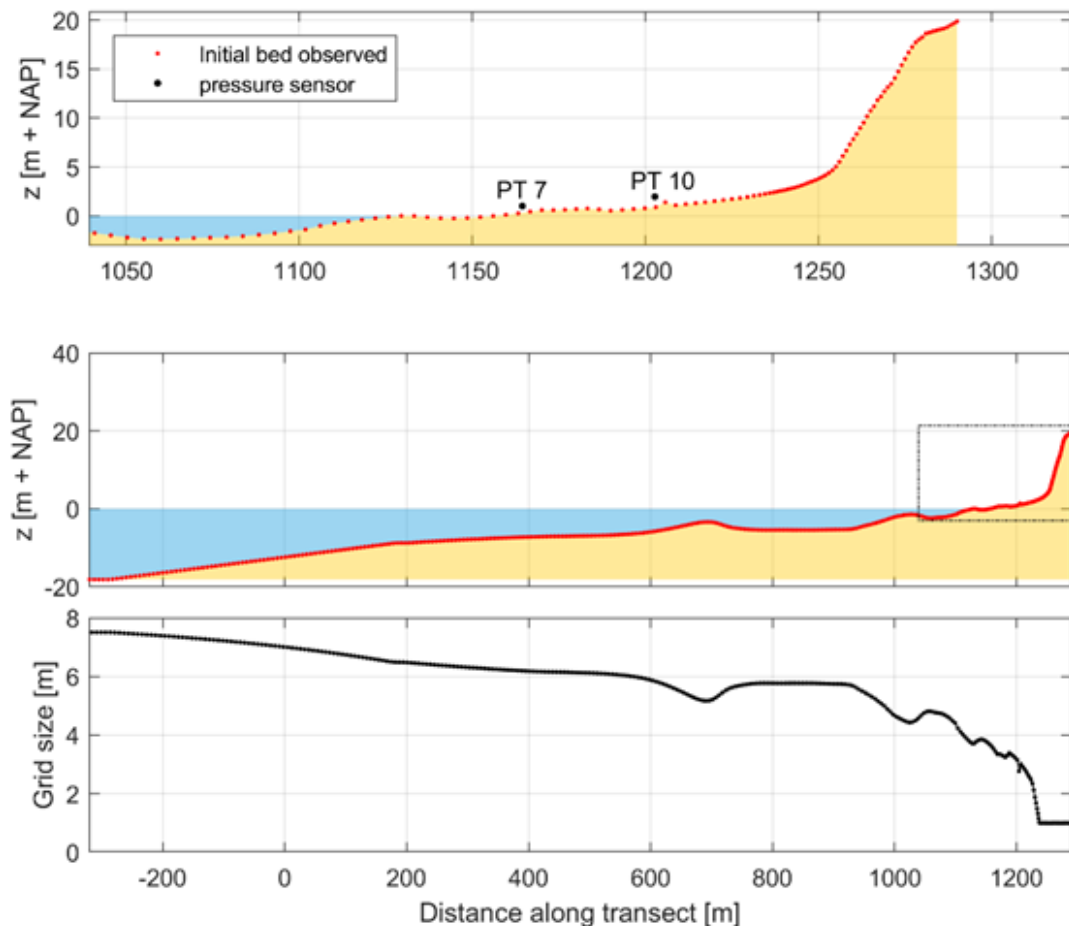 20
15
10
5
0
z [m + NAP]
Initial bed observed
pressure sensor
PT 7
PT 10
1050 1100 1150 1200 1250 1300
40
20
0
-20
z [m + NAP]
8
6
4
2
0
Grid size [m]
-200 0 200 400 600 800 1000 1200
Distance along transect [m]